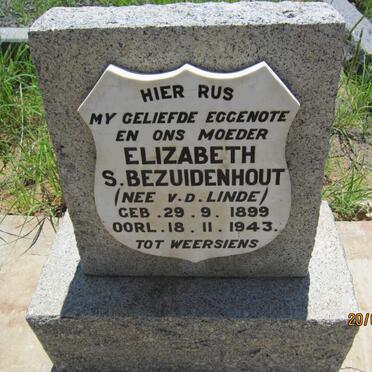 HIER RUS
MY GELIEFDE EGGENOTE
EN ONS MOEDER
ELIZABETH
S. BEZUIDENHOUT
(NEE V.D. LINDE)
GEB. 29. 9. 1899
OORL. 18. 11. 1943.
TOT WEERSIENS